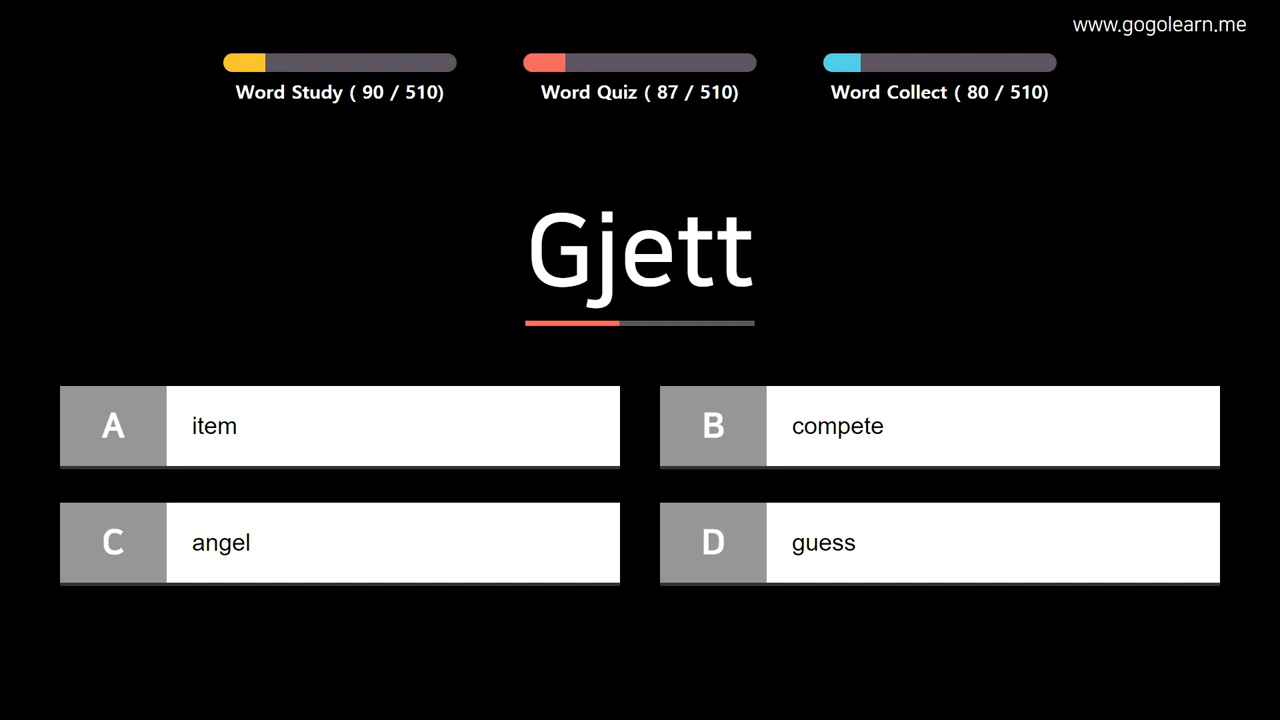 www.gogolearn.me
Word Study ( 90 / 510)
Word Quiz ( 87 / 510)
Word Collect ( 80 / 510)
Gjett
A item
B compete
C angel
D guess